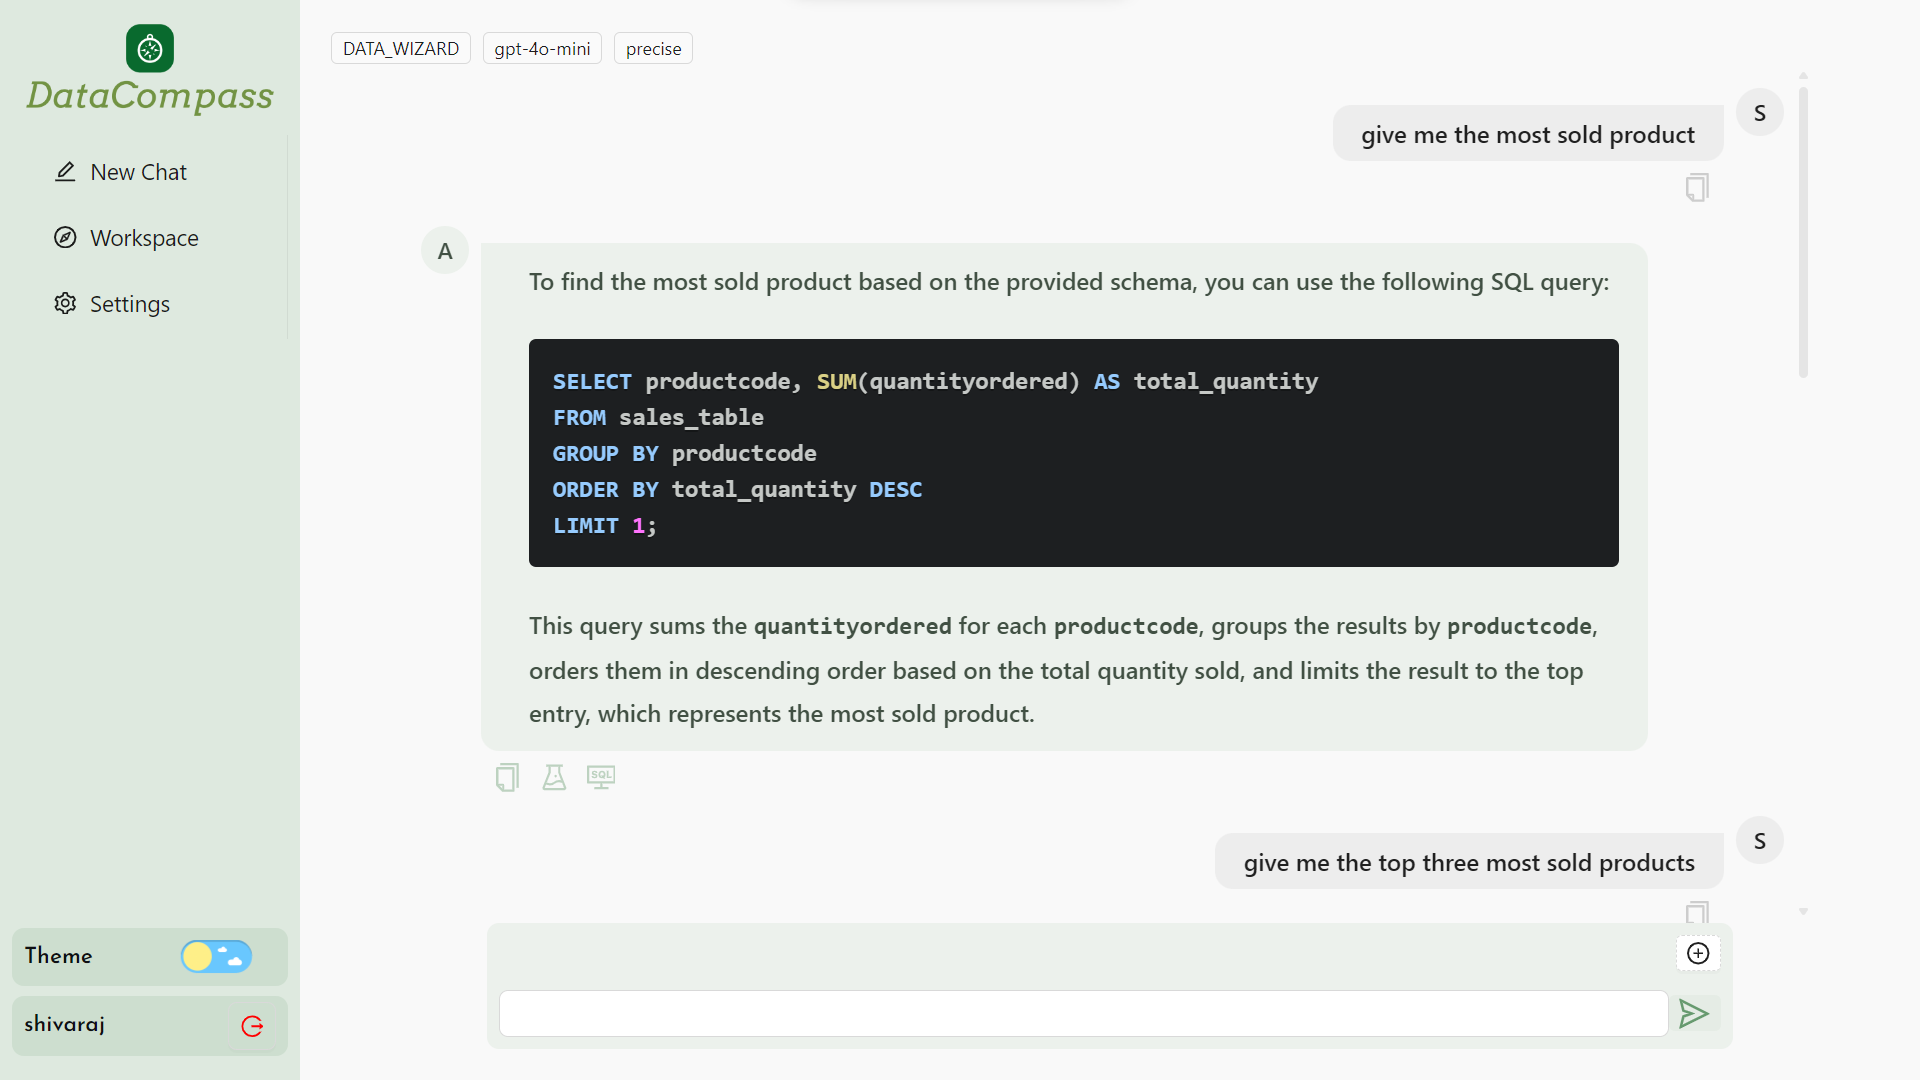 DataCompass
New Chat
Workspace
Settings
Theme
shivaraj
DATA_WIZARD gpt-4o-mini precise
S
give me the most sold product
A
To find the most sold product based on the provided schema, you can use the following SQL query:
SELECT productcode, SUM(quantityordered) AS total_quantity
FROM sales_table
GROUP BY productcode
ORDER BY total_quantity DESC
LIMIT 1;
This query sums the quantityordered for each productcode, groups the results by productcode,
orders them in descending order based on the total quantity sold, and limits the result to the top
entry, which represents the most sold product.
SQL
S
give me the top three most sold products